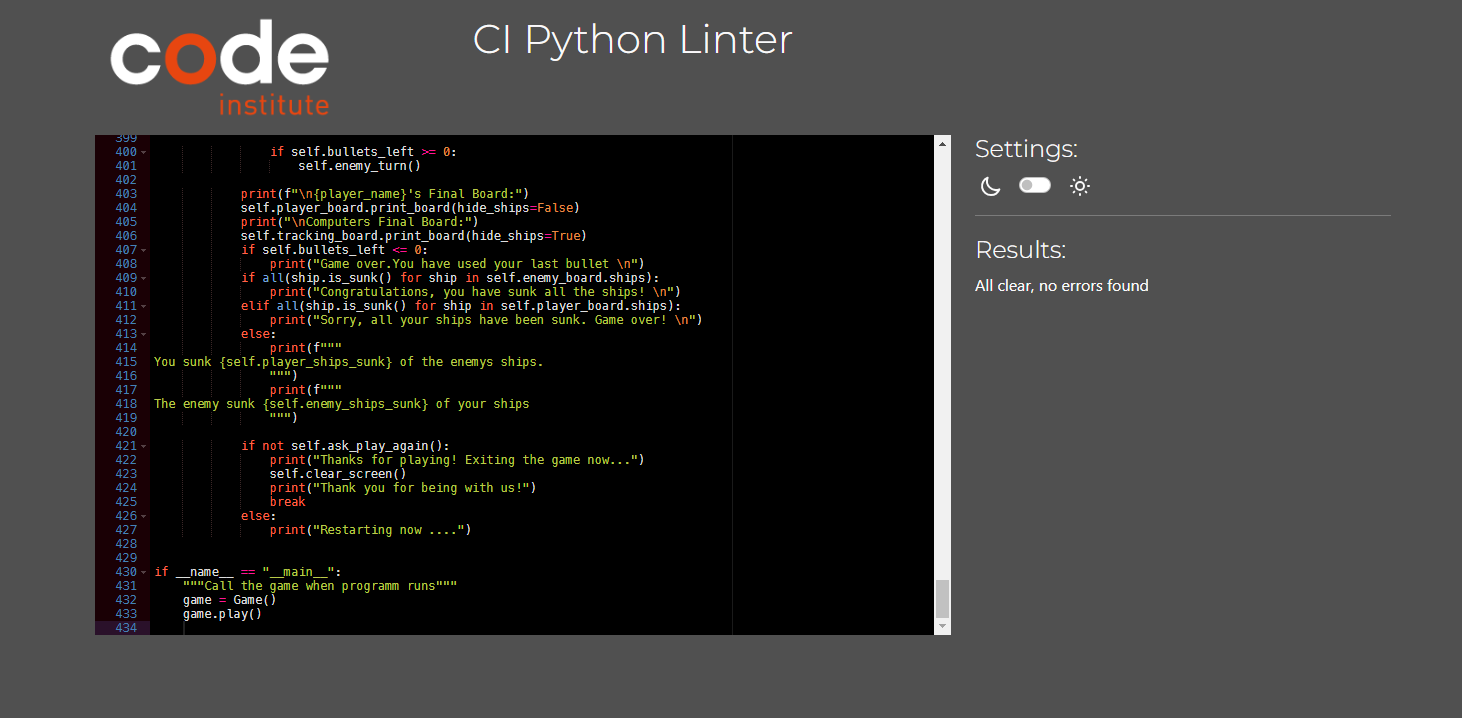 code
institute
CI Python Linter
399
400 if self.bullets_left >= 0:
401 self.enemy_turn()
402
403 print(f"\n{player_name}'s Final Board:")
404 self.player_board.print_board(hide_ships=False)
405 print("\nComputers Final Board:")
406 self.tracking_board.print_board(hide_ships=True)
407 if self.bullets_left <= 0:
408 print("Game over.You have used your last bullet \n")
409 if all(ship.is_sunk() for ship in self.enemy_board.ships):
410 print("Congratulations, you have sunk all the ships! \n")
411 elif all(ship.is_sunk() for ship in self.player_board.ships):
412 print("Sorry, all your ships have been sunk. Game over! \n")
413 else:
414 print(f"""
415 You sunk {self.player_ships_sunk} of the enemys ships.
416 """)
417 print(f"""
418 The enemy sunk {self.enemy_ships_sunk} of your ships
419 """)
420
421 if not self.ask_play_again():
422 print("Thanks for playing! Exiting the game now...")
423 self.clear_screen()
424 print("Thank you for being with us!")
425 break
426 else:
427 print("Restarting now ....")
428
429
430 if __name__ == "__main__":
431 """Call the game when programm runs"""
432 game = Game()
433 game.play()
434
Settings:
Results:
All clear, no errors found